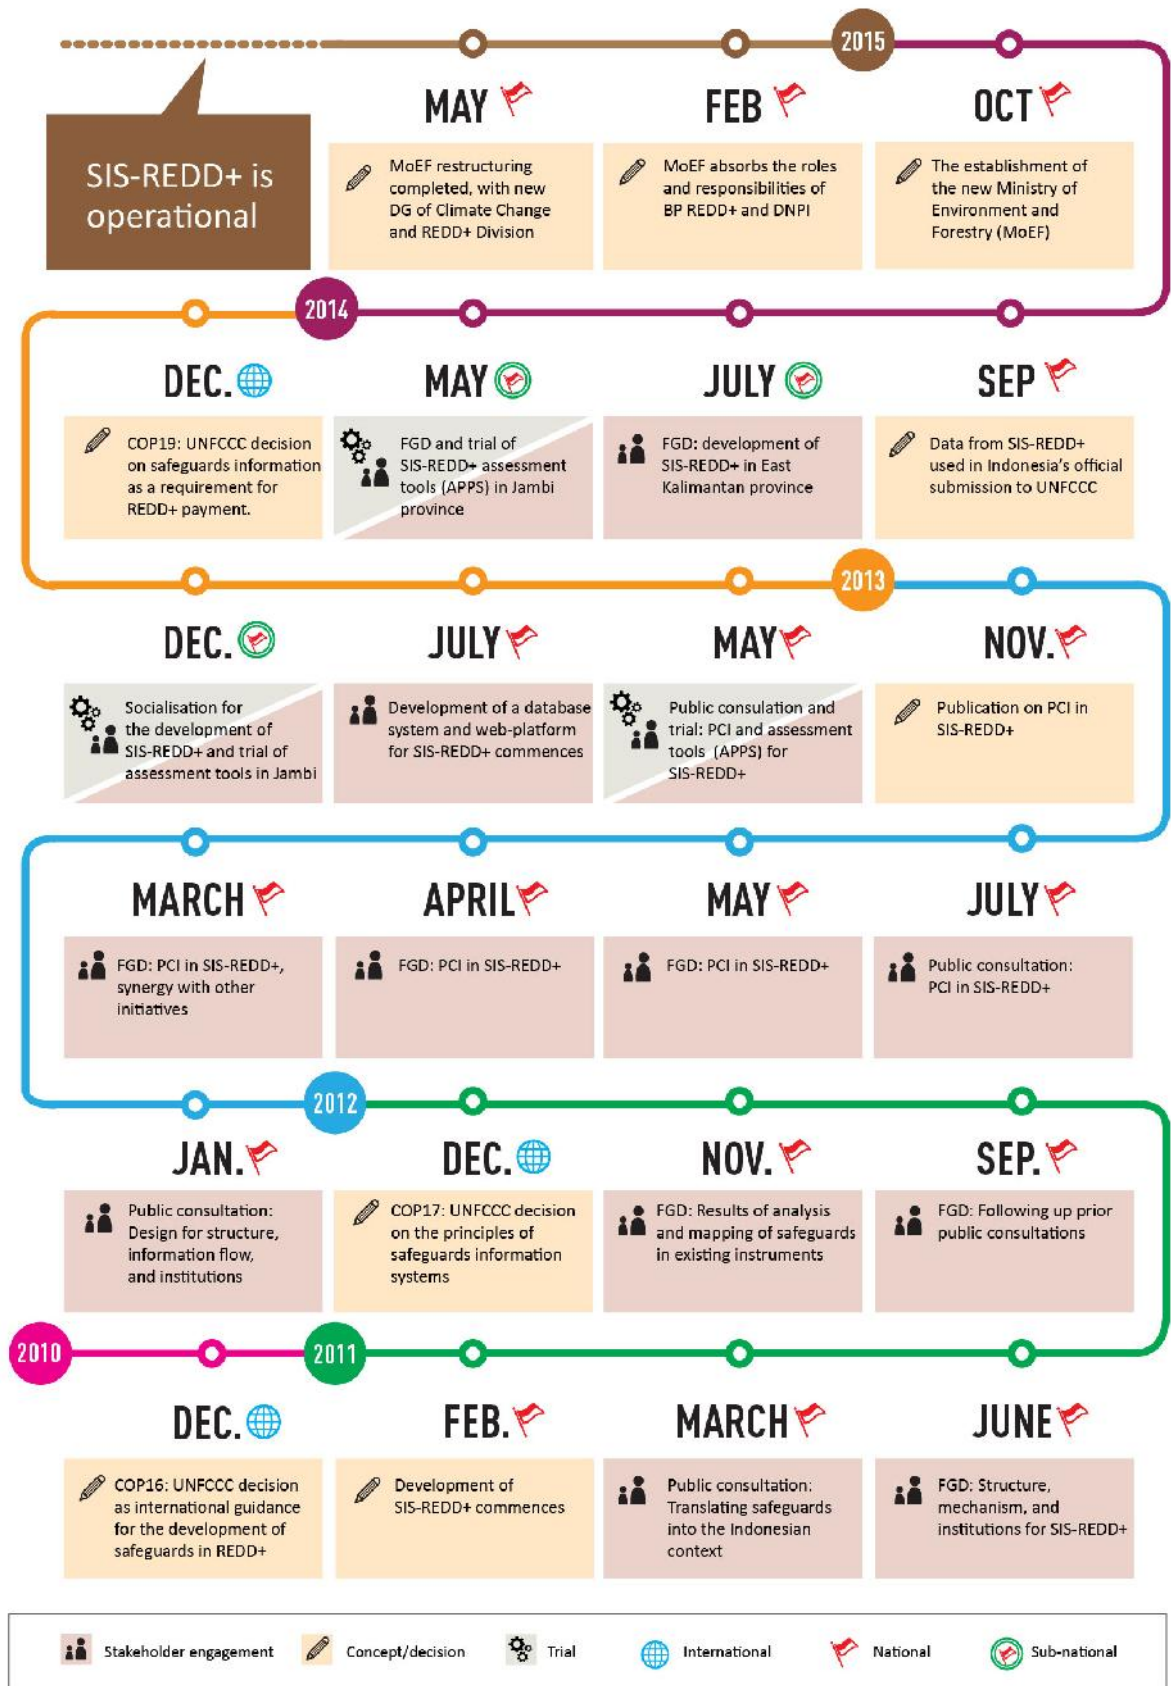 2015
MAY
FEB
OCT
SIS-REDD+ is
operational
MoEF restructuring
completed, with new
DG of Climate Change
and REDD+ Division
MoEF absorbs the roles
and responsibilities of
BP REDD+ and DNPI
The establishment of
the new Ministry of
Environment and
Forestry (MoEF)
2014
DEC.
MAY
JULY
SEP
COP19: UNFCCC decision
on safeguards information
as a requirement for
REDD+ payment.
FGD and trial of
SIS-REDD+ assessment
tools (APPS) in Jambi
province
FGD: development of
SIS-REDD+ in East
Kalimantan province
Data from SIS-REDD+
used in Indonesia's official
submission to UNFCCC
2013
DEC.
JULY
MAY
NOV.
Socialisation for
the development of
SIS-REDD+ and trial of
assessment tools in Jambi
Development of a database
system and web-platform
for SIS-REDD+ commences
Public consulation and
trial: PCI and assessment
tools (APPS) for
SIS-REDD+
Publication on PCI in
SIS-REDD+
MARCH
APRIL
MAY
JULY
FGD: PCI in SIS-REDD+,
synergy with other
initiatives
FGD: PCI in SIS-REDD+
FGD: PCI in SIS-REDD+
Public consultation:
PCI in SIS-REDD+
2012
JAN.
DEC.
NOV.
SEP.
Public consultation:
Design for structure,
information flow,
and institutions
COP17: UNFCCC decision
on the principles of
safeguards information
systems
FGD: Results of analysis
and mapping of safeguards
in existing instruments
FGD: Following up prior
public consultations
2010
2011
DEC.
FEB.
MARCH
JUNE
COP16: UNFCCC decision
as international guidance
for the development of
safeguards in REDD+
Development of
SIS-REDD+ commences
Public consultation:
Translating safeguards
into the Indonesian
context
FGD: Structure,
mechanism, and
institutions for SIS-REDD+
Stakeholder engagement
Concept/decision
Trial
International
National
Sub-national